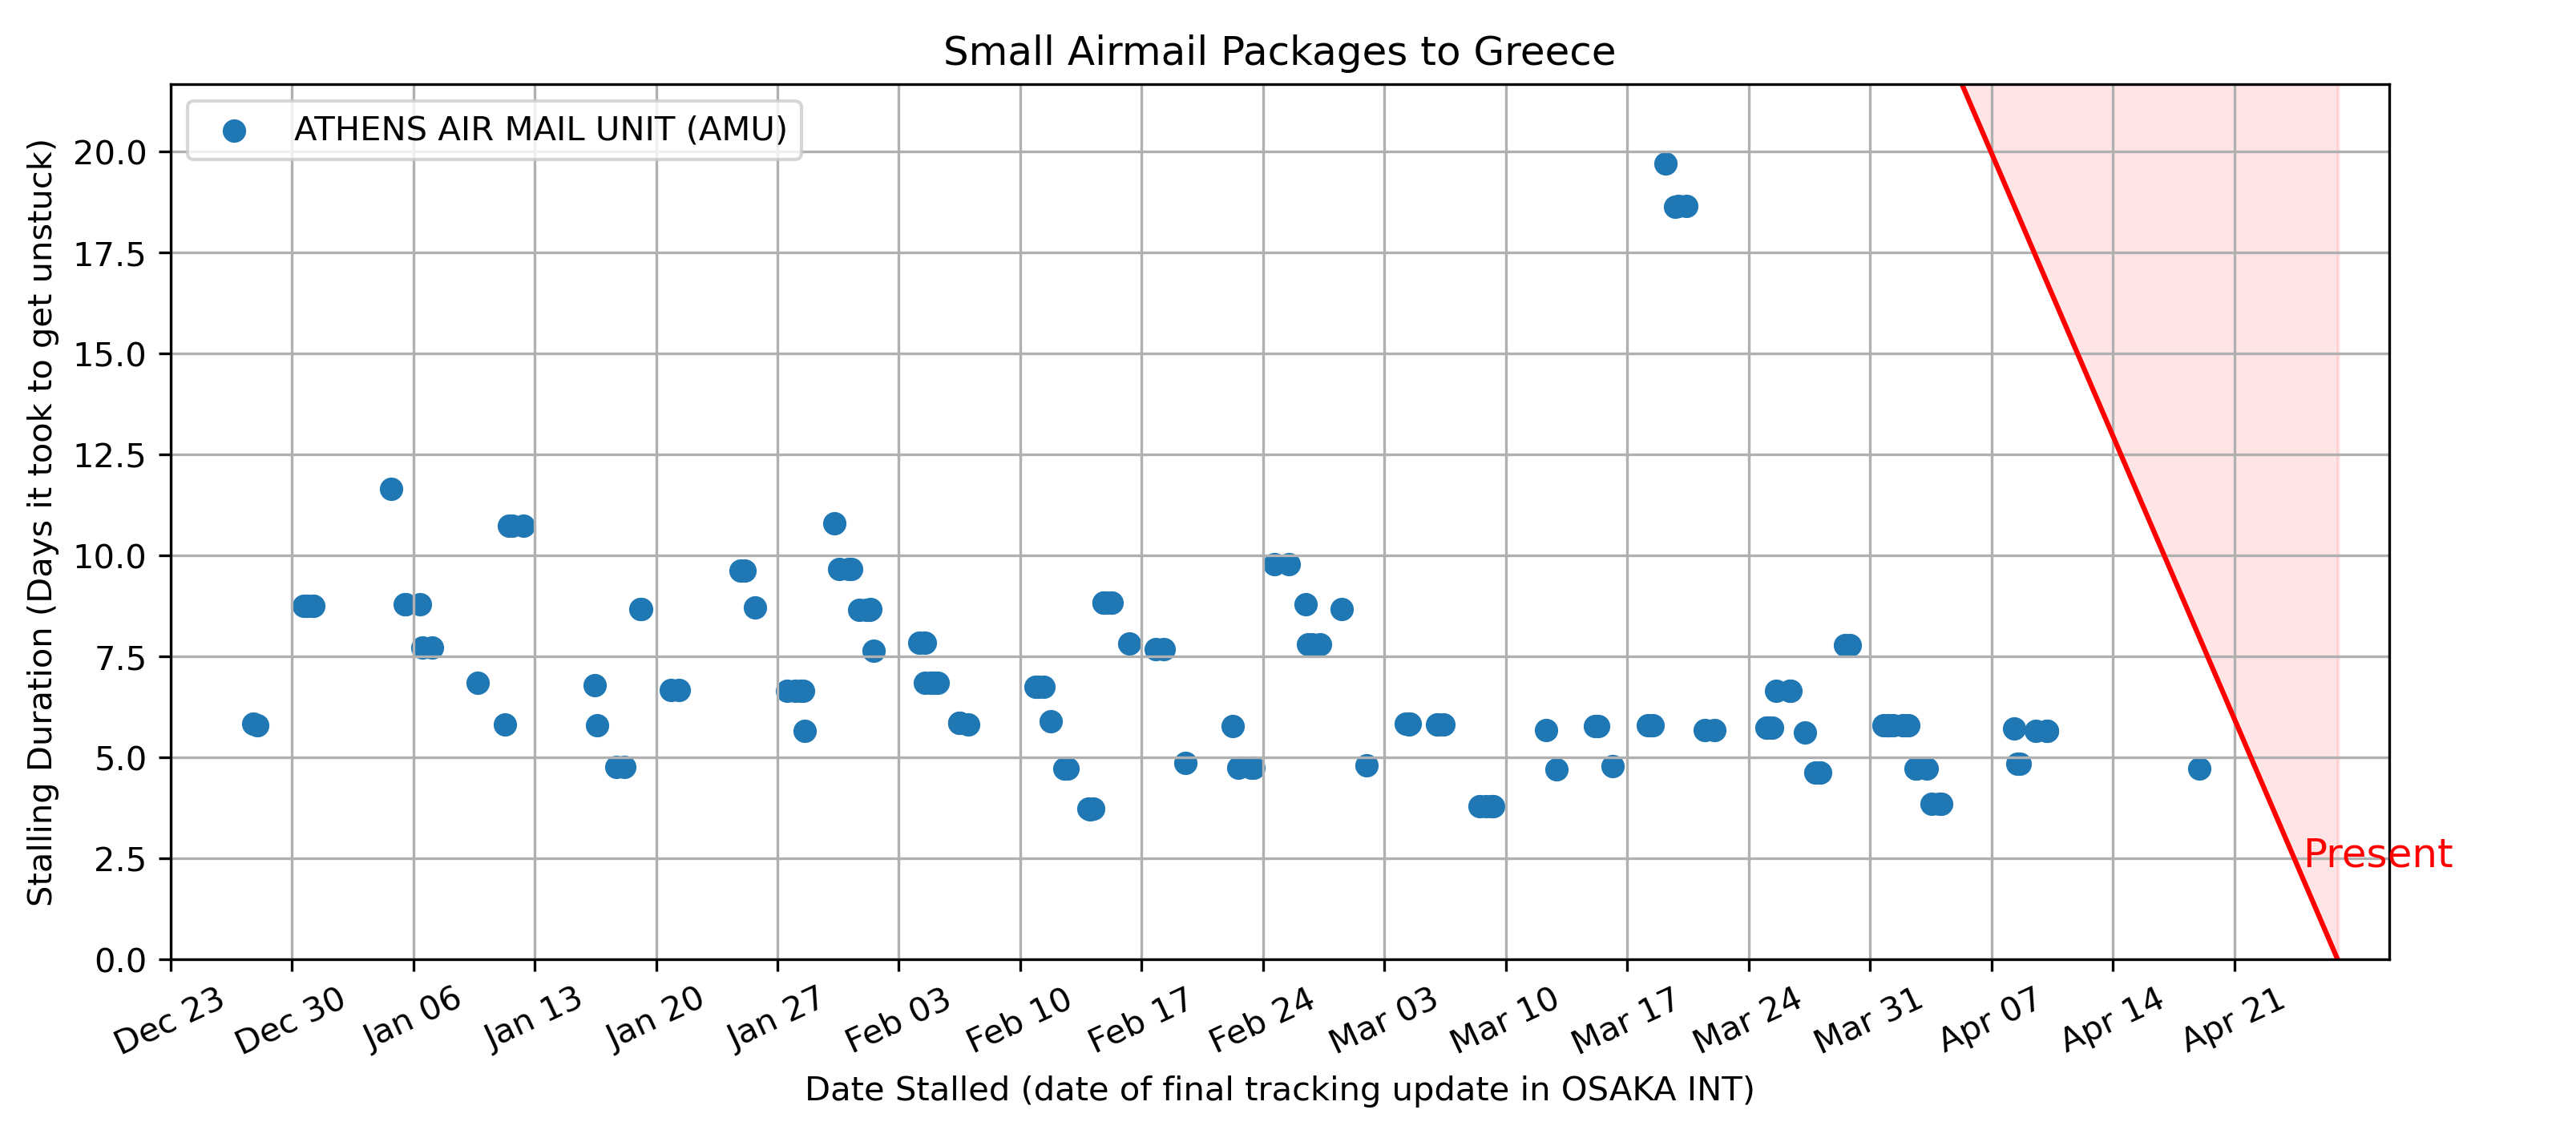 Small Airmail Packages to Greece
ATHENS AIR MAIL UNIT (AMU)
Stalling Duration (Days it took to get unstuck)
20.0
17.5
15.0
12.5
10.0
7.5
5.0
2.5
0.0
Present
Dec 23
Dec 30
Jan 06
Jan 13
Jan 20
Jan 27
Feb 03
Feb 10
Feb 17
Feb 24
Mar 03
Mar 10
Mar 17
Mar 24
Mar 31
Apr 07
Apr 14
Apr 21
Date Stalled (date of final tracking update in OSAKA INT)